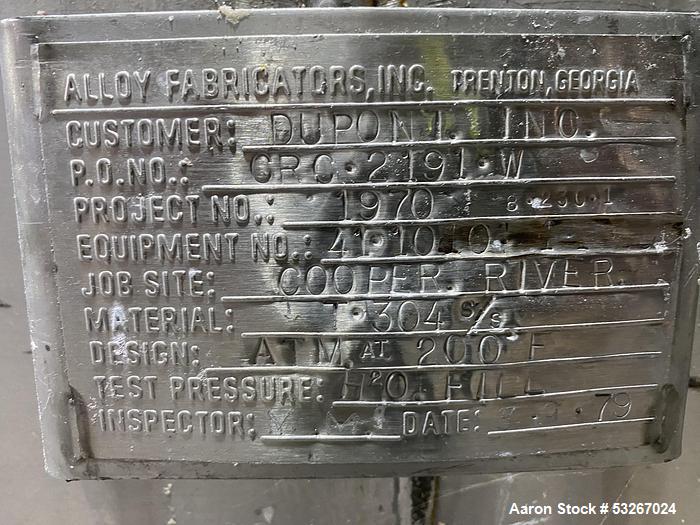 ALLOY FABRICATORS, INC. TRENTON, GEORGIA
CUSTOMER: DUPONT. INC.
P.O.NO.: CRC.2191.W
PROJECT NO.: 1970
EQUIPMENT NO.:
JOB SITE: COOPER. RIVER.
MATERIAL: T.304 S/S
DESIGN: ATM AT 200 F
TEST PRESSURE: H2O. FILL
INSPECTOR: DATE: 79
Aaron Stock # 53267024